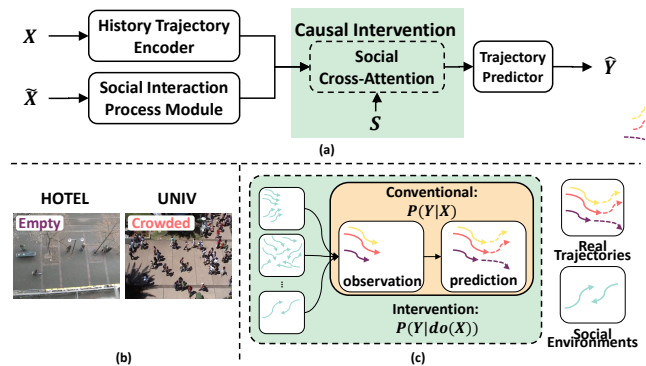 X
History Trajectory
Encoder
X̃
Social Interaction
Process Module
Causal Intervention
Social
Cross-Attention
S
Trajectory
Predictor
Ŷ
(a)
HOTEL
Empty
UNIV
Crowded
(b)
Conventional:
P(Y|X)
observation
prediction
⋮
Intervention:
P(Y|do(X))
(c)
Real
Trajectories
Social
Environments